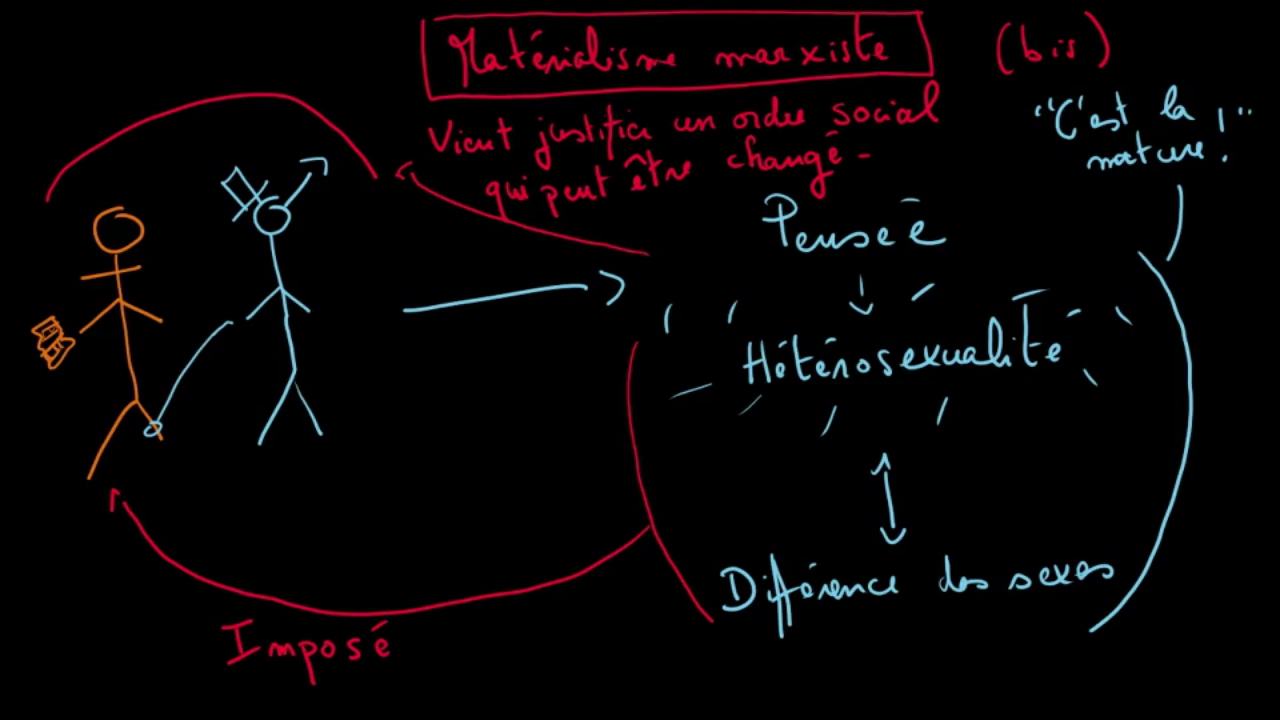 Matérialisme marxiste (bis)
Vient justifier un ordre social
qui peut être changé -
"C'est la
nature !"
Pensée
Hétérosexualité
Différence des sexes
Imposé